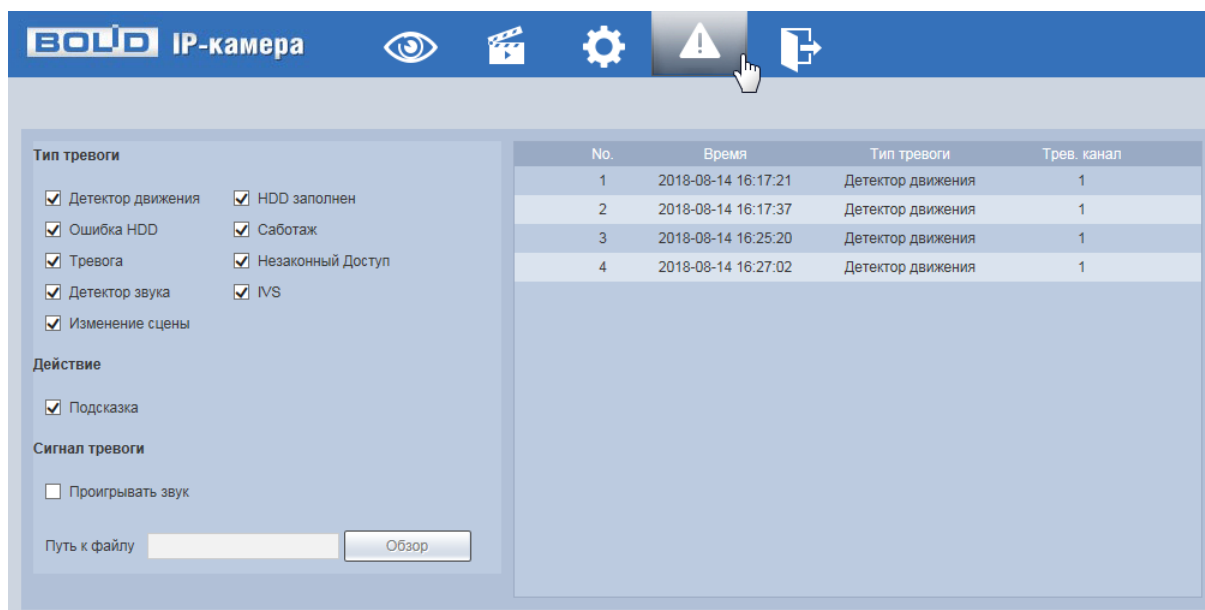 BOLID IP-камера
Тип тревоги
Детектор движения HDD заполнен
Ошибка HDD Саботаж
Тревога Незаконный Доступ
Детектор звука IVS
Изменение сцены
Действие
Подсказка
Сигнал тревоги
Проигрывать звук
Путь к файлу Обзор
No. Время Тип тревоги Трев. канал
1 2018-08-14 16:17:21 Детектор движения 1
2 2018-08-14 16:17:37 Детектор движения 1
3 2018-08-14 16:25:20 Детектор движения 1
4 2018-08-14 16:27:02 Детектор движения 1